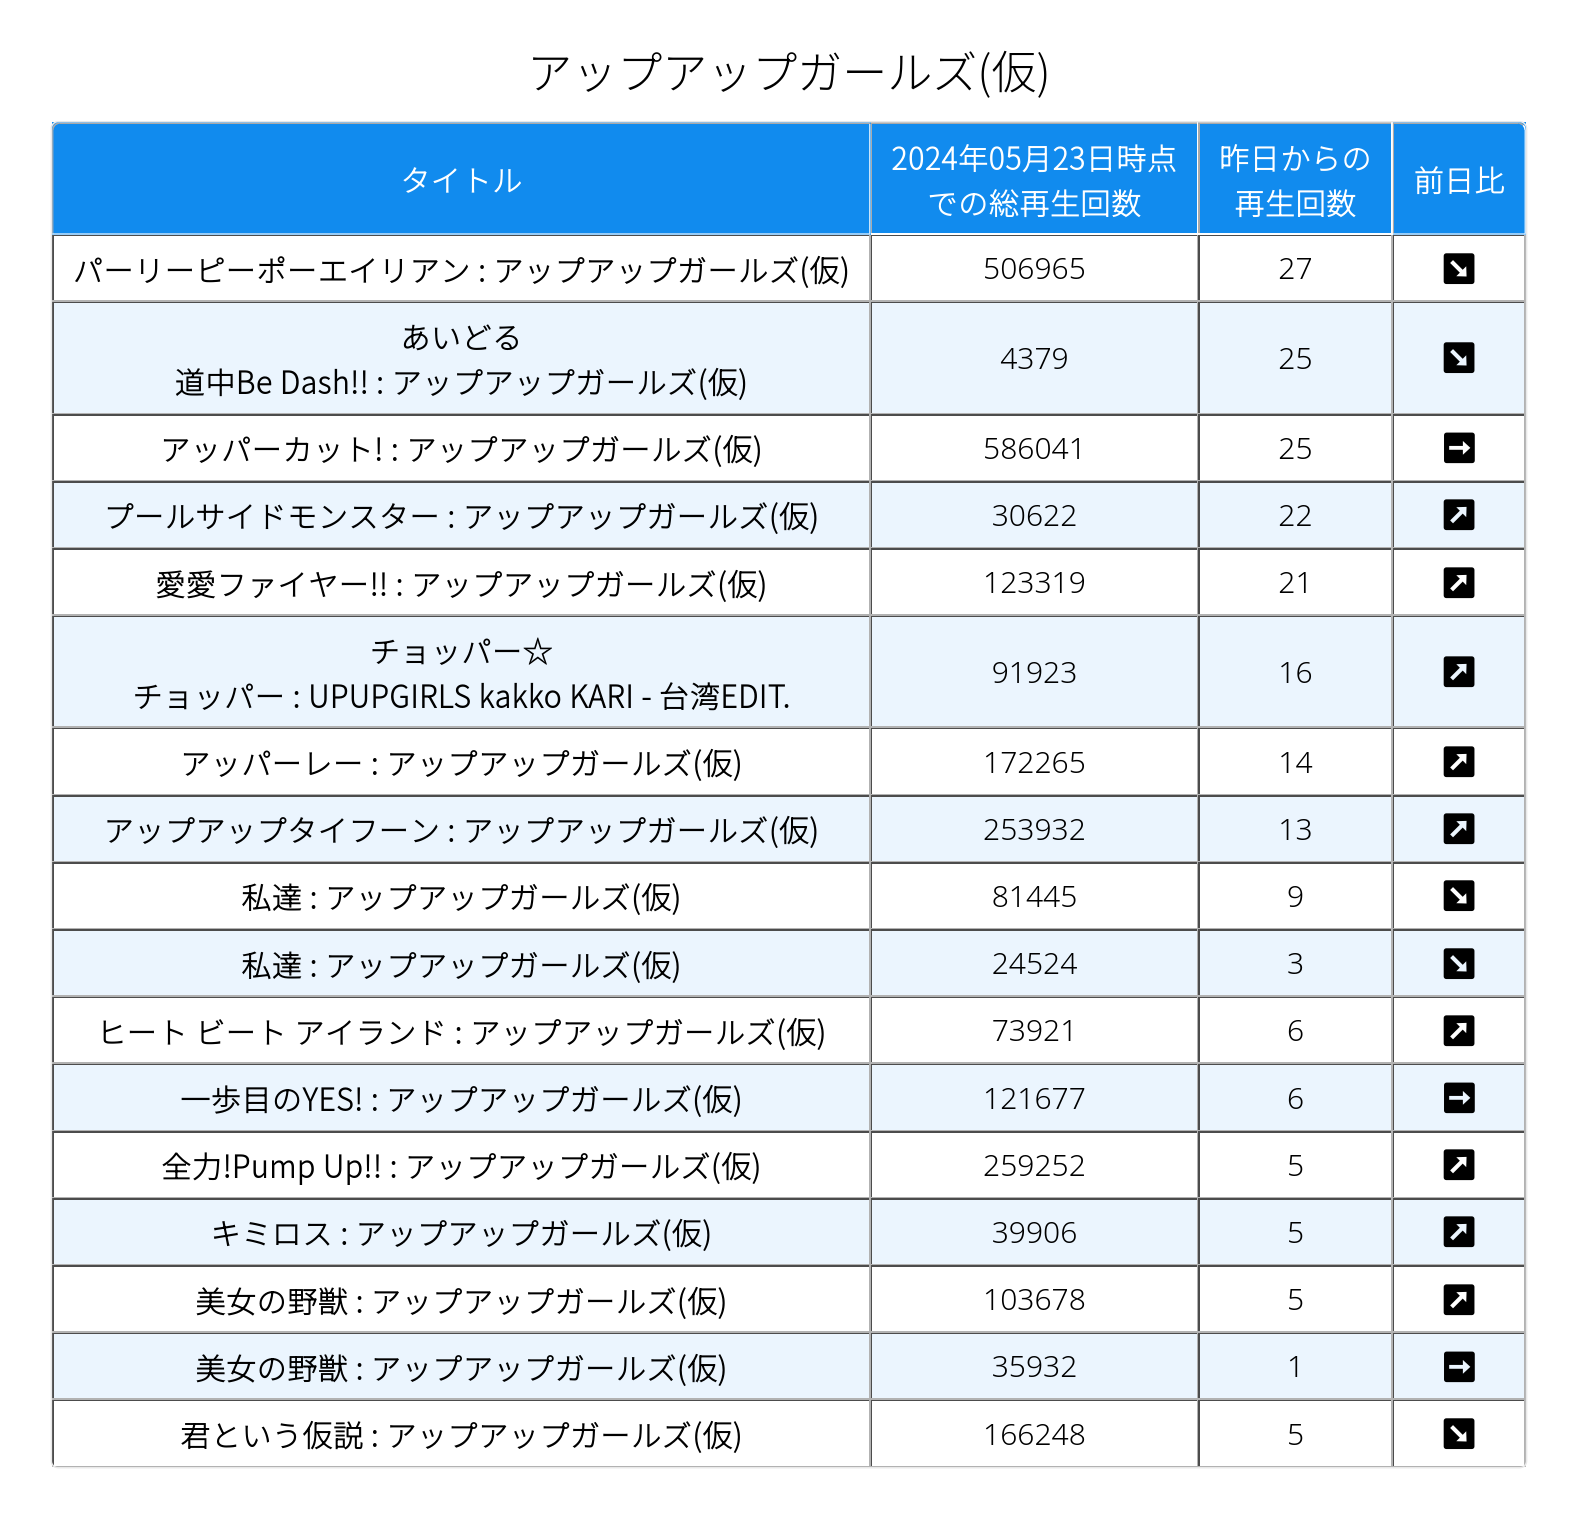 アップアップガールズ(仮)
タイトル
2024年05月23日時点
での総再生回数
昨日からの
再生回数
前日比
パーリーピーポーエイリアン : アップアップガールズ(仮) 506965 27
あいどる
道中Be Dash!! : アップアップガールズ(仮) 4379 25
アッパーカット! : アップアップガールズ(仮) 586041 25
プールサイドモンスター : アップアップガールズ(仮) 30622 22
愛愛ファイヤー!! : アップアップガールズ(仮) 123319 21
チョッパー☆
チョッパー : UPUPGIRLS kakko KARI - 台湾EDIT. 91923 16
アッパーレー : アップアップガールズ(仮) 172265 14
アップアップタイフーン : アップアップガールズ(仮) 253932 13
私達 : アップアップガールズ(仮) 81445 9
私達 : アップアップガールズ(仮) 24524 3
ヒート ビート アイランド : アップアップガールズ(仮) 73921 6
一歩目のYES! : アップアップガールズ(仮) 121677 6
全力!Pump Up!! : アップアップガールズ(仮) 259252 5
キミロス : アップアップガールズ(仮) 39906 5
美女の野獣 : アップアップガールズ(仮) 103678 5
美女の野獣 : アップアップガールズ(仮) 35932 1
君という仮説 : アップアップガールズ(仮) 166248 5